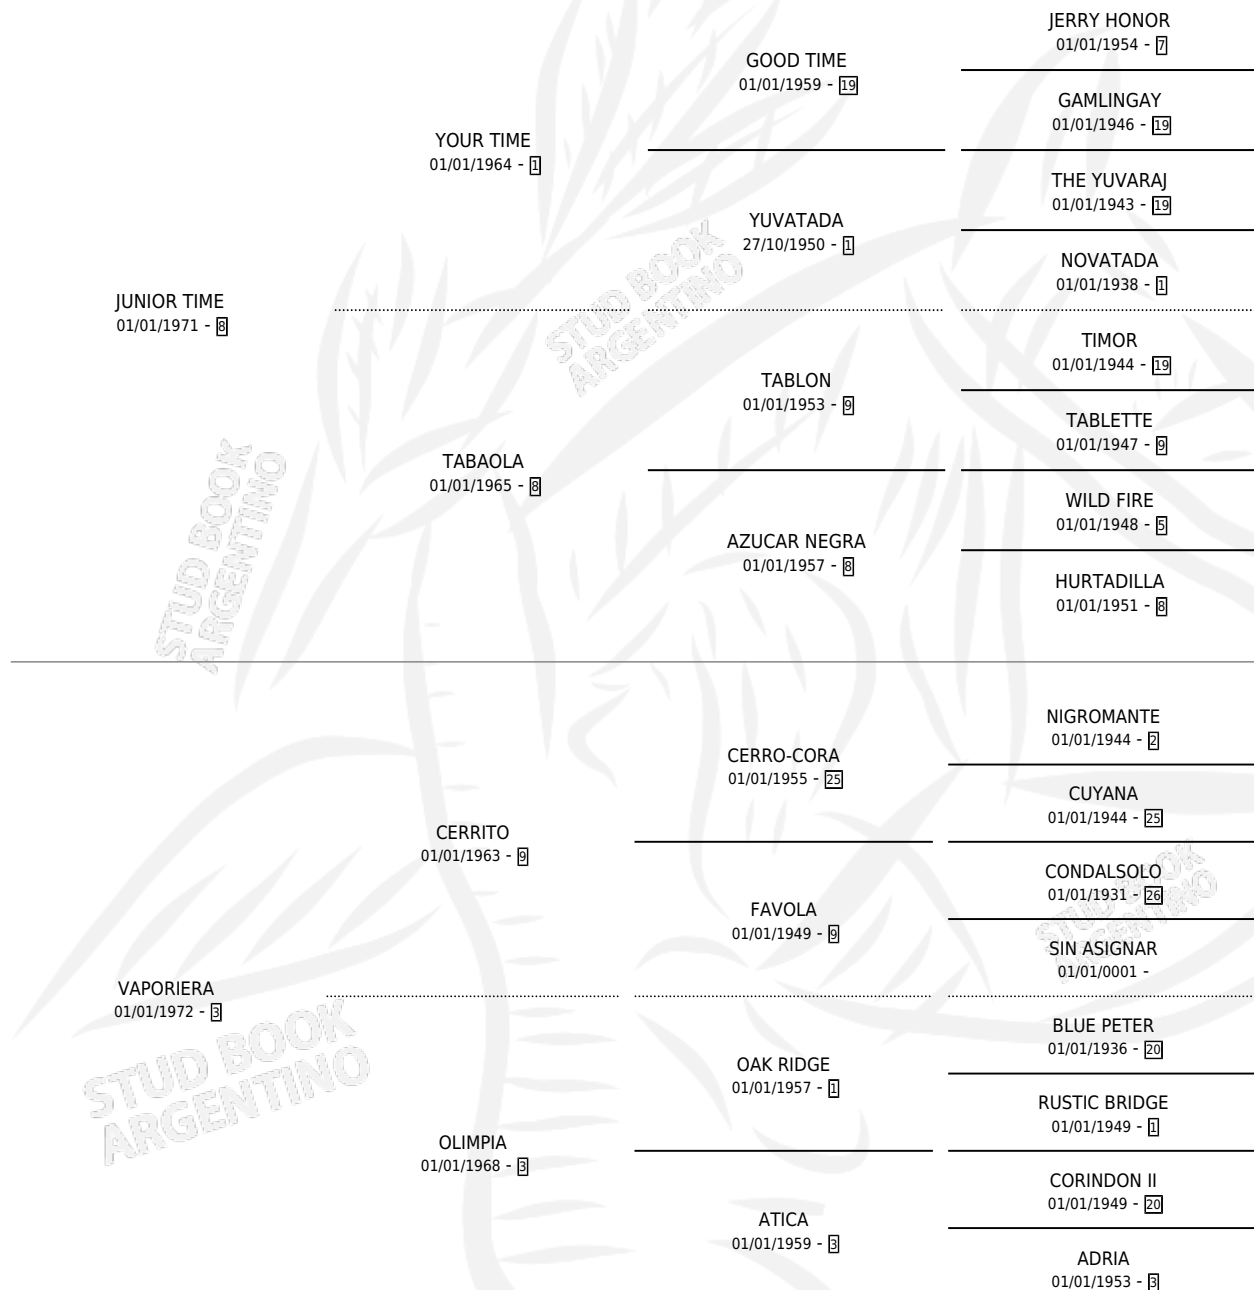 JERRY HONOR
01/01/1954 - 7
GOOD TIME
01/01/1959 - 19
GAMLINGAY
01/01/1946 - 19
YOUR TIME
01/01/1964 - 1
THE YUVARAJ
01/01/1943 - 19
YUVATADA
27/10/1950 - 1
NOVATADA
01/01/1938 - 1
STUD BOOK
ARGENTINO
JUNIOR TIME
01/01/1971 - 8
TIMOR
01/01/1944 - 19
TABLON
01/01/1953 - 9
TABLETTE
01/01/1947 - 9
TABAOLA
01/01/1965 - 8
WILD FIRE
01/01/1948 - 5
AZUCAR NEGRA
01/01/1957 - 8
HURTADILLA
01/01/1951 - 8
STUD BOOK
ARGENTINO
NIGROMANTE
01/01/1944 - 2
CERRO-CORA
01/01/1955 - 25
CUYANA
01/01/1944 - 25
CERRITO
01/01/1963 - 9
CONDALSOLO
01/01/1931 - 26
STUD BOOK
ARGENTINO
FAVOLA
01/01/1949 - 9
SIN ASIGNAR
01/01/0001 -
VAPORIERA
01/01/1972 - 3
STUD BOOK
ARGENTINO
BLUE PETER
01/01/1936 - 20
OAK RIDGE
01/01/1957 - 1
RUSTIC BRIDGE
01/01/1949 - 1
OLIMPIA
01/01/1968 - 3
CORINDON II
01/01/1949 - 20
ATICA
01/01/1959 - 3
ADRIA
01/01/1953 - 3